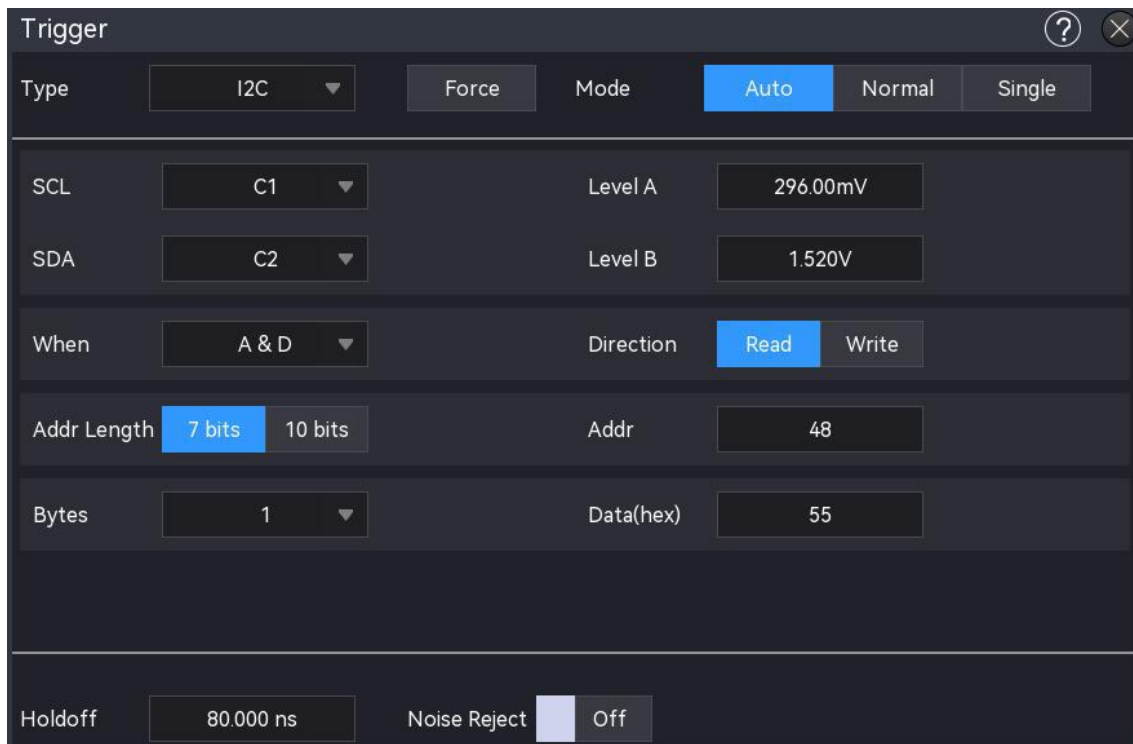 Trigger ?
Type I2C Force Mode Auto Normal Single
SCL C1 Level A 296.00mV
SDA C2 Level B 1.520V
When A & D Direction Read Write
Addr Length 7 bits 10 bits Addr 48
Bytes 1 Data(hex) 55
Holdoff 80.000 ns Noise Reject Off